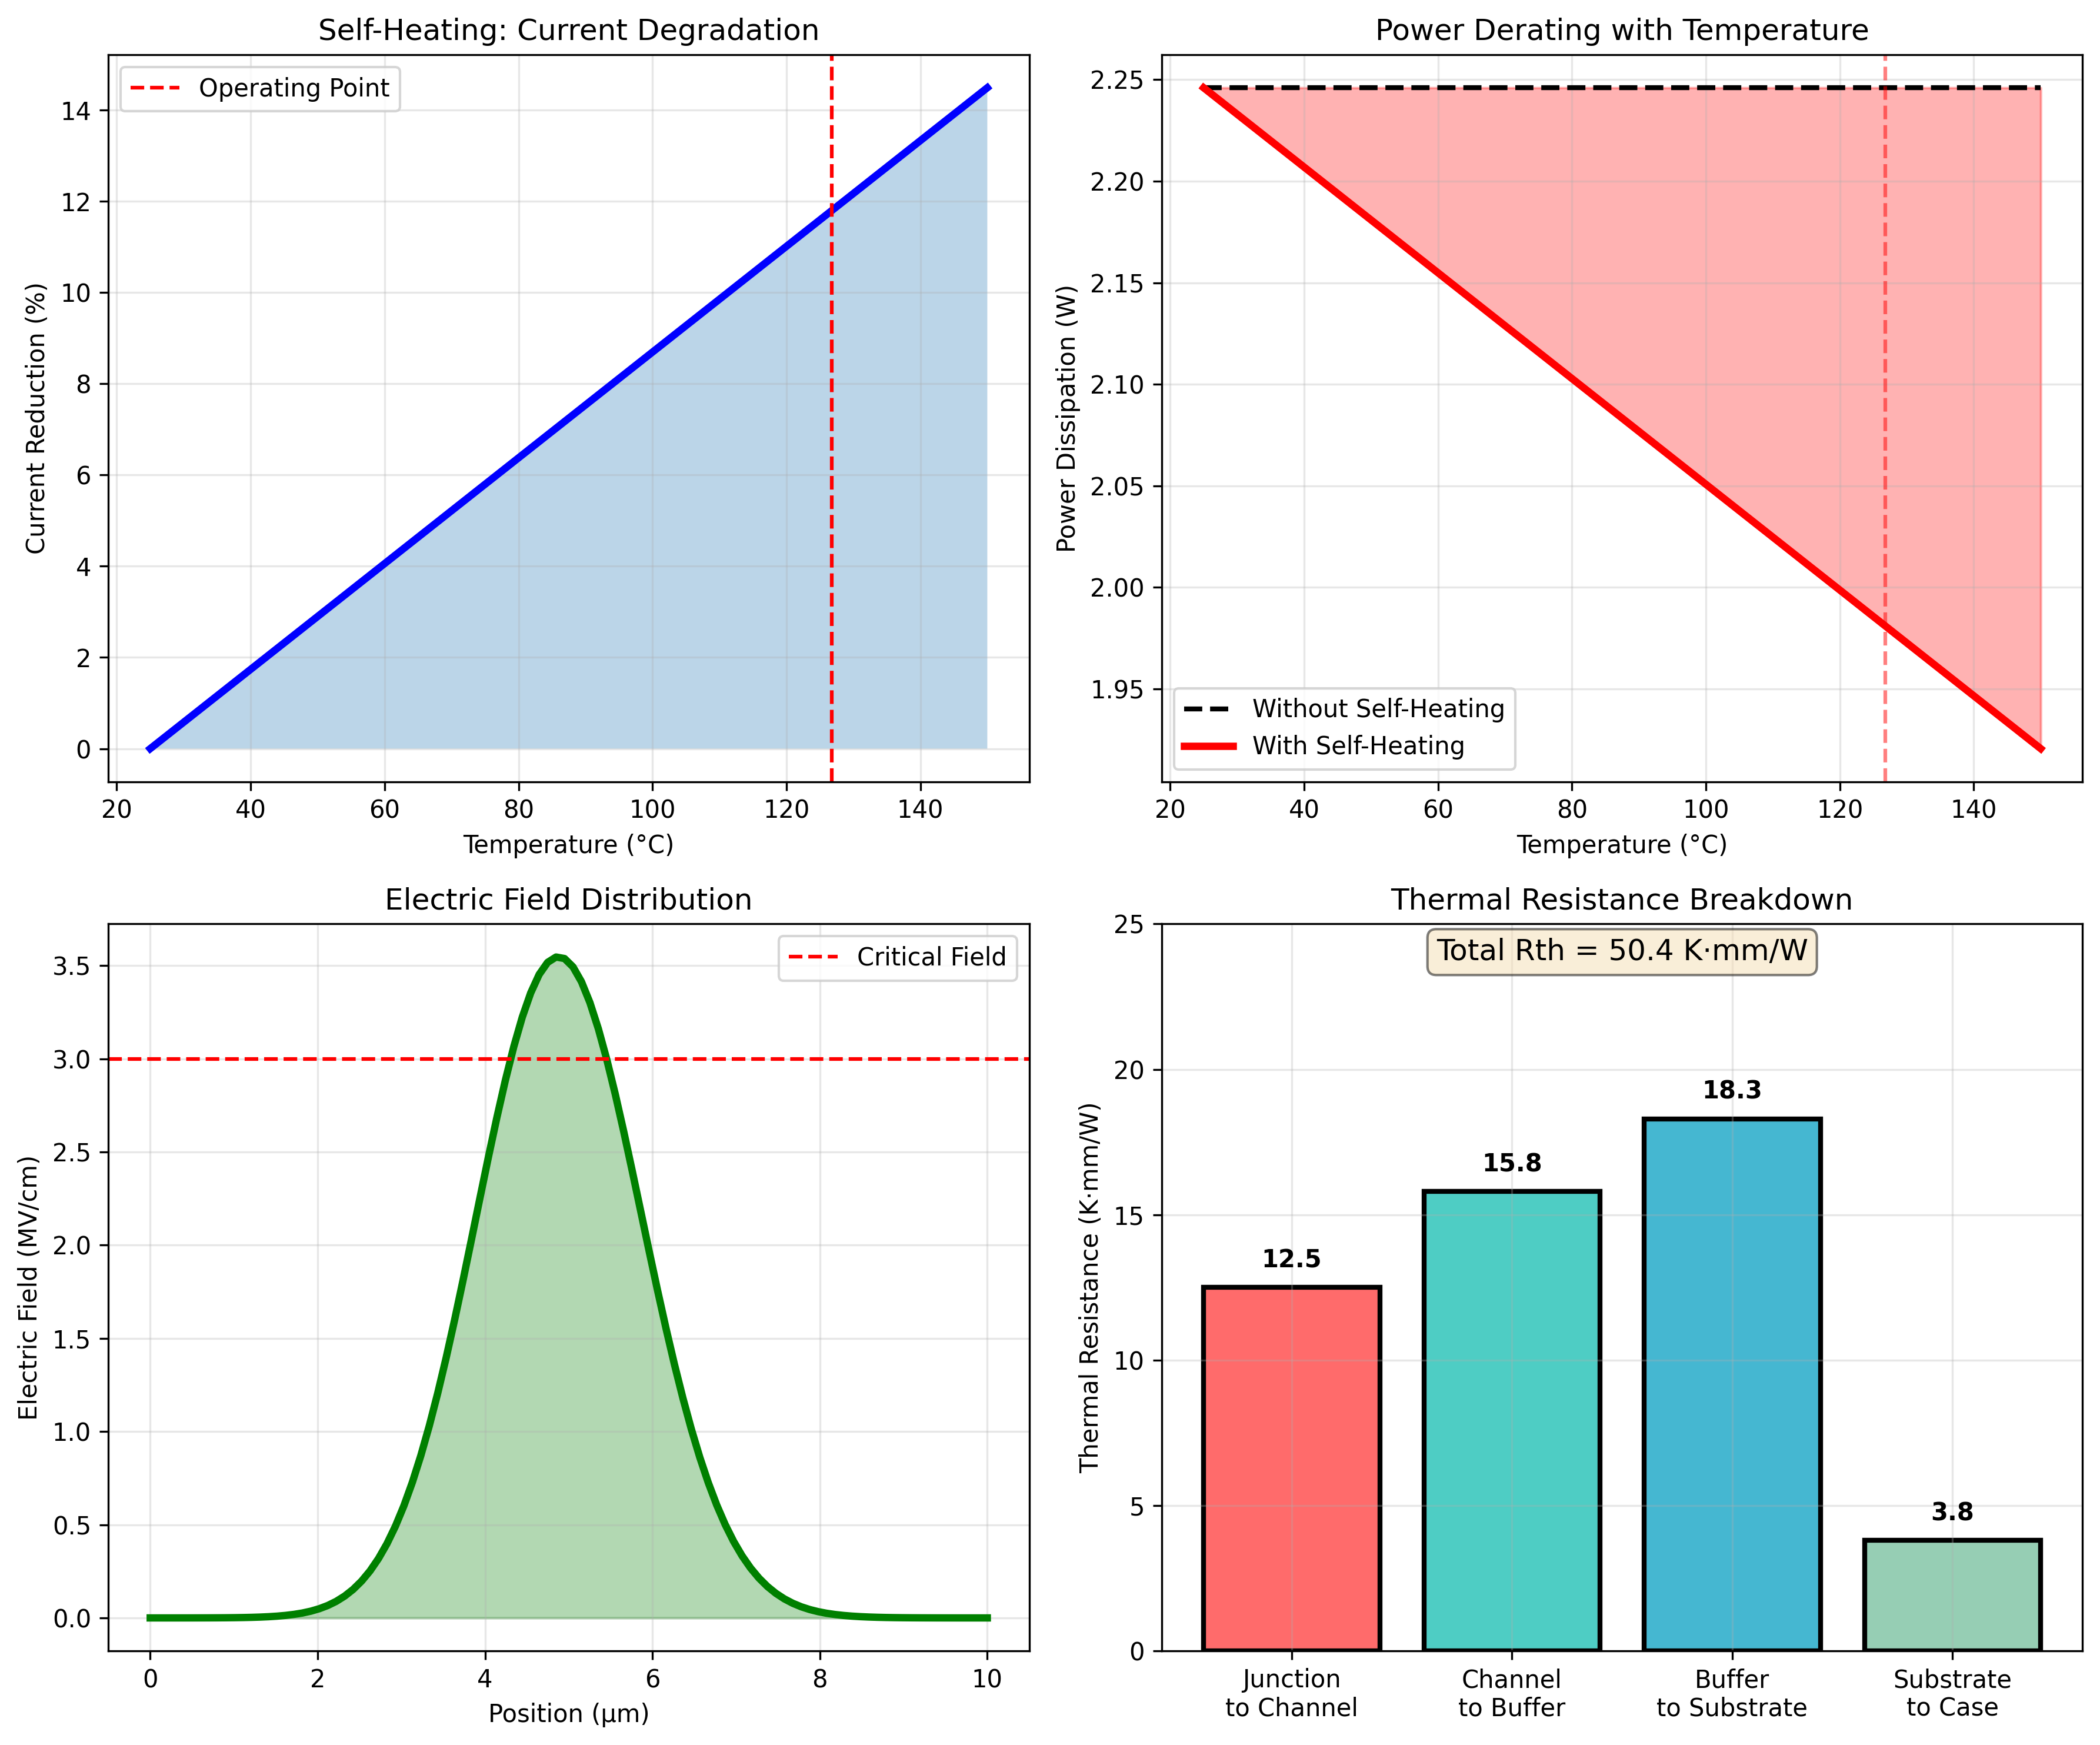 Self-Heating: Current Degradation
Operating Point
Current Reduction (%)
14
12
10
8
6
4
2
0
20 40 60 80 100 120 140
Temperature (°C)
Power Derating with Temperature
Power Dissipation (W)
2.25
2.20
2.15
2.10
2.05
2.00
1.95
Without Self-Heating
With Self-Heating
20 40 60 80 100 120 140
Temperature (°C)
Electric Field Distribution
Critical Field
Electric Field (MV/cm)
3.5
3.0
2.5
2.0
1.5
1.0
0.5
0.0
0 2 4 6 8 10
Position (μm)
Thermal Resistance Breakdown
Total Rth = 50.4 K·mm/W
Thermal Resistance (K·mm/W)
25
20
15
10
5
0
12.5
15.8
18.3
3.8
Junction
to Channel
Channel
to Buffer
Buffer
to Substrate
Substrate
to Case